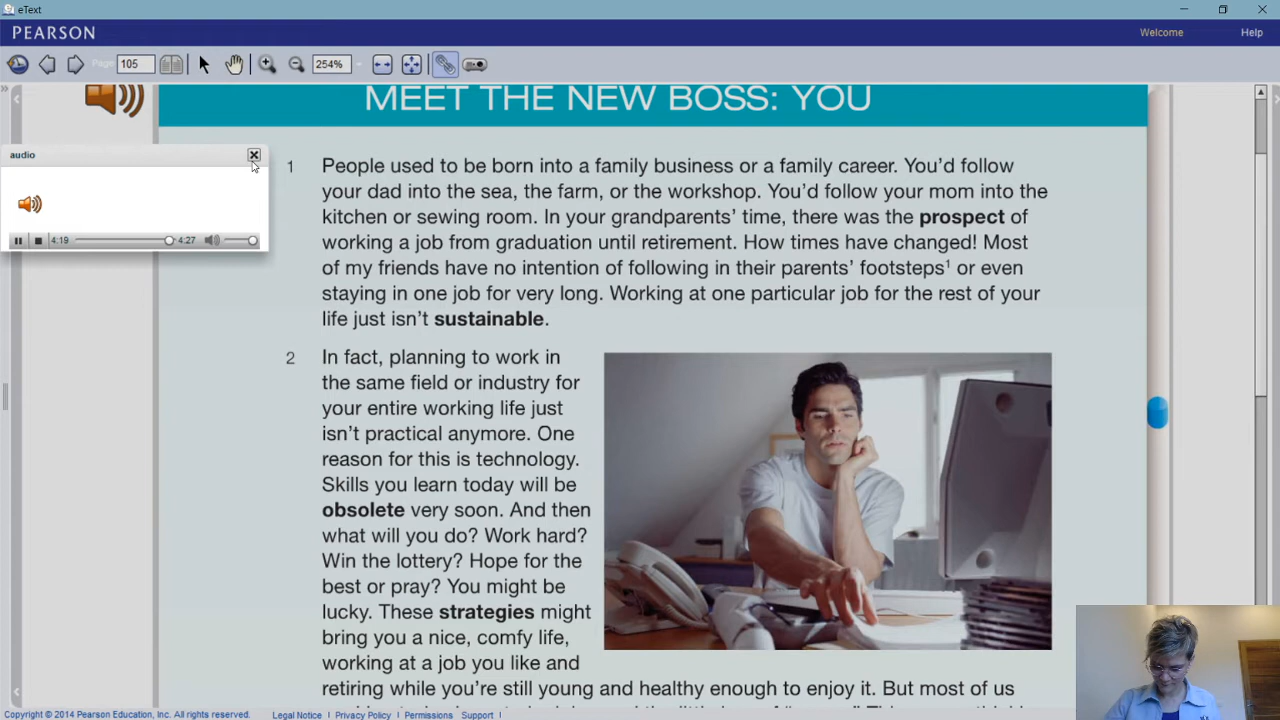 eText
PEARSON
Welcome
Help
Page:
105
254%
MEET THE NEW BOSS: YOU
audio
4:19
4:27
1
People used to be born into a family business or a family career. You'd follow
your dad into the sea, the farm, or the workshop. You'd follow your mom into the
kitchen or sewing room. In your grandparents' time, there was the prospect of
working a job from graduation until retirement. How times have changed! Most
of my friends have no intention of following in their parents' footsteps¹ or even
staying in one job for very long. Working at one particular job for the rest of your
life just isn't sustainable.
2
In fact, planning to work in
the same field or industry for
your entire working life just
isn't practical anymore. One
reason for this is technology.
Skills you learn today will be
obsolete very soon. And then
what will you do? Work hard?
Win the lottery? Hope for the
best or pray? You might be
lucky. These strategies might
bring you a nice, comfy life,
working at a job you like and
retiring while you're still young and healthy enough to enjoy it. But most of us
Copyright © 2014 Pearson Education, Inc. All rights reserved.
Legal Notice | Privacy Policy | Permissions Support |